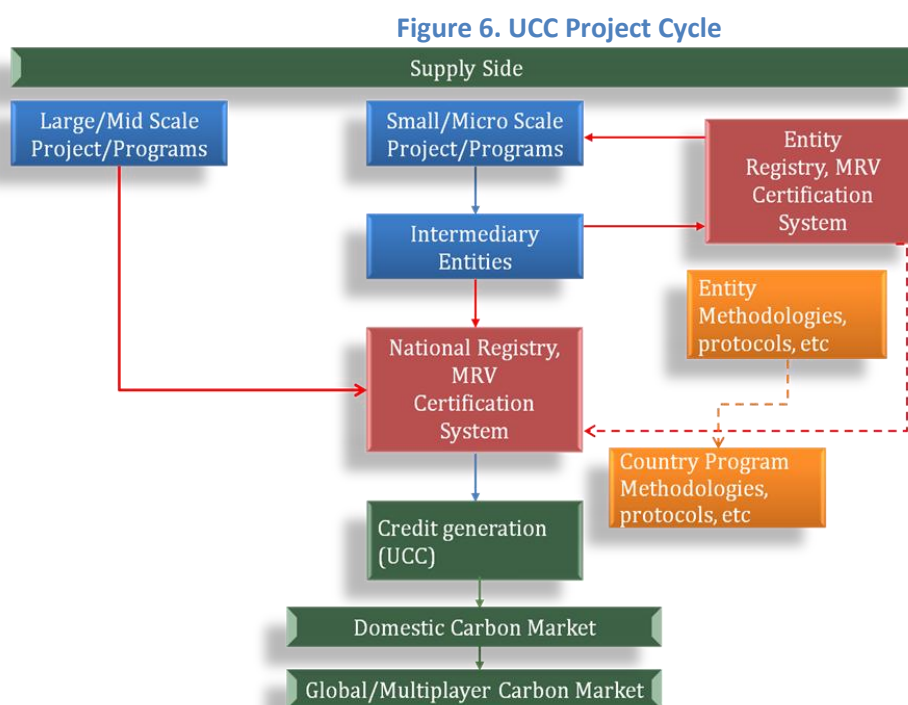 Figure 6. UCC Project Cycle
Supply Side
Large/Mid Scale
Project/Programs
Small/Micro Scale
Project/Programs
Entity
Registry, MRV
Certification
System
Intermediary
Entities
Entity
Methodologies,
protocols, etc
National Registry,
MRV
Certification
System
Country Program
Methodologies,
protocols, etc
Credit generation
(UCC)
Domestic Carbon Market
Global/Multiplayer Carbon Market